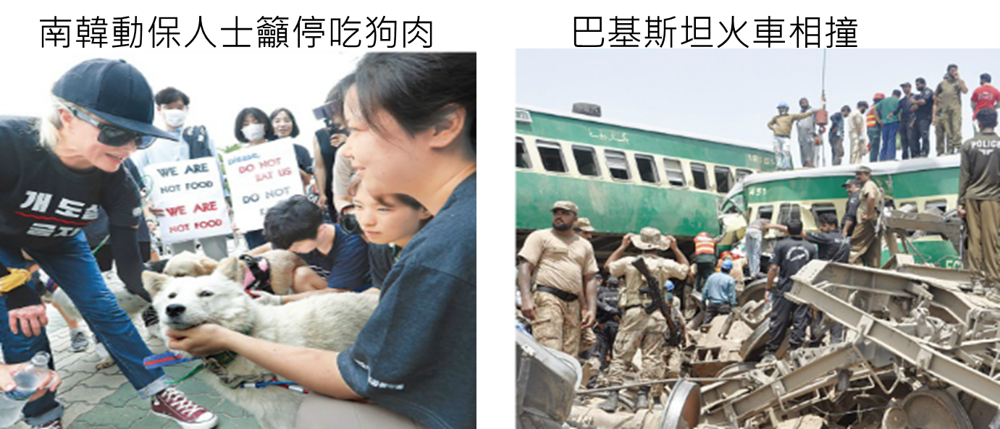 南韓動保人士籲停吃狗肉
巴基斯坦火車相撞
WE ARE
NOT FOOD
WE ARE
NOT FOOD
please,
DO NOT
EAT US
DO NOT
개 도살
금지
451
POLICE